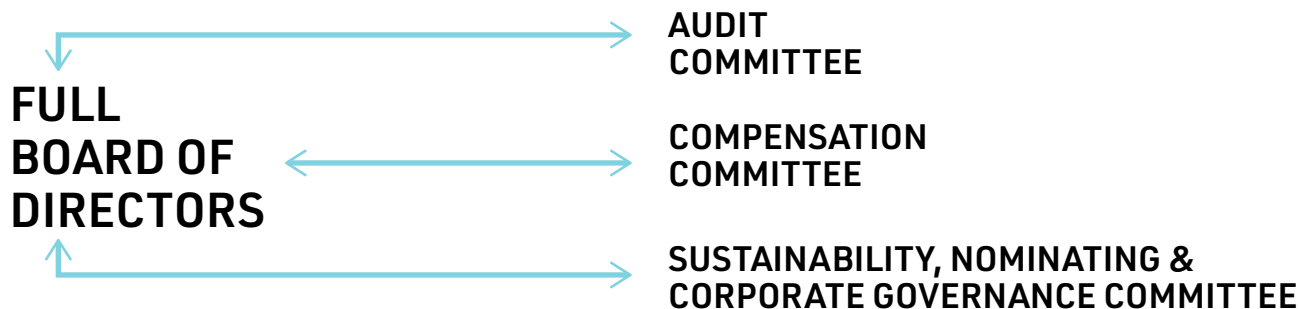 FULL
BOARD OF
DIRECTORS
AUDIT
COMMITTEE
COMPENSATION
COMMITTEE
SUSTAINABILITY, NOMINATING &
CORPORATE GOVERNANCE COMMITTEE